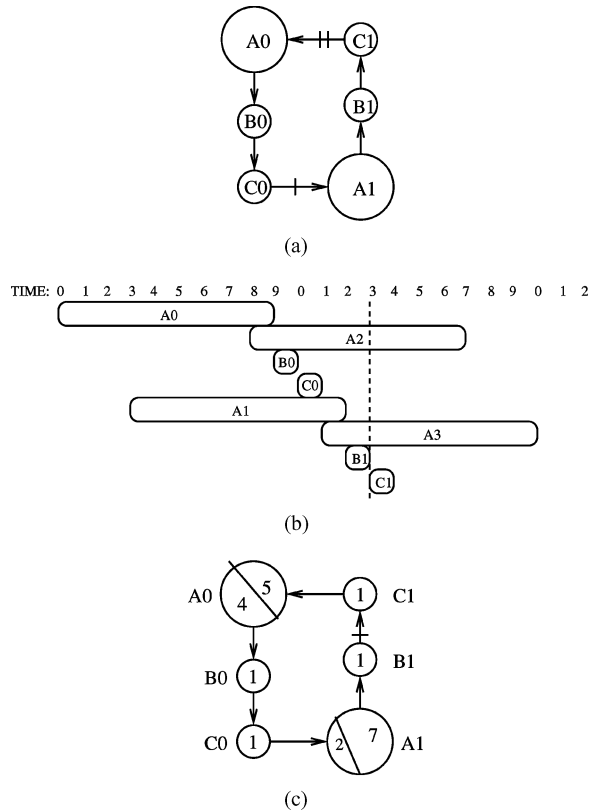 A0 C1
B0 B1
C0 A1
(a)
TIME: 0 1 2 3 4 5 6 7 8 9 0 1 2 3 4 5 6 7 8 9 0 1 2
A0
A2
B0
C0
A1
A3
B1
C1
(b)
A0 4 5 1 C1
B0 1 1 B1
C0 1 2 7 A1
(c)